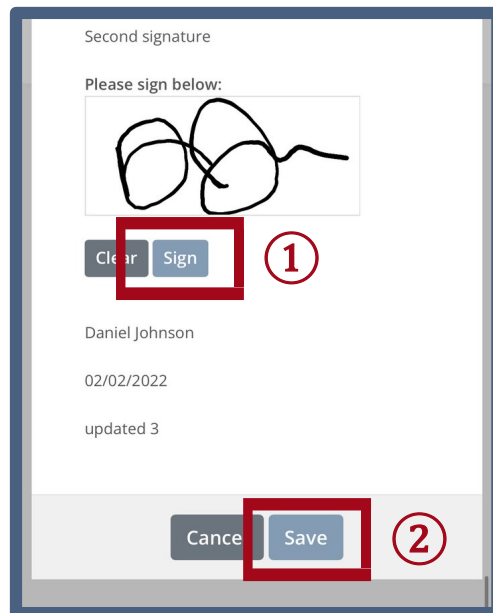 Second signature
Please sign below:
Clear Sign ①
Daniel Johnson
02/02/2022
updated 3
Cancel Save ②